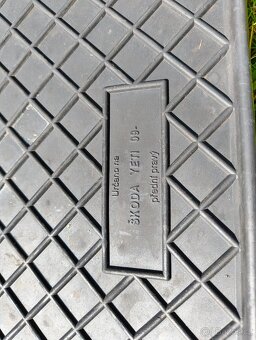 Určeno na
ŠKODA YETI 09-
přední pravý